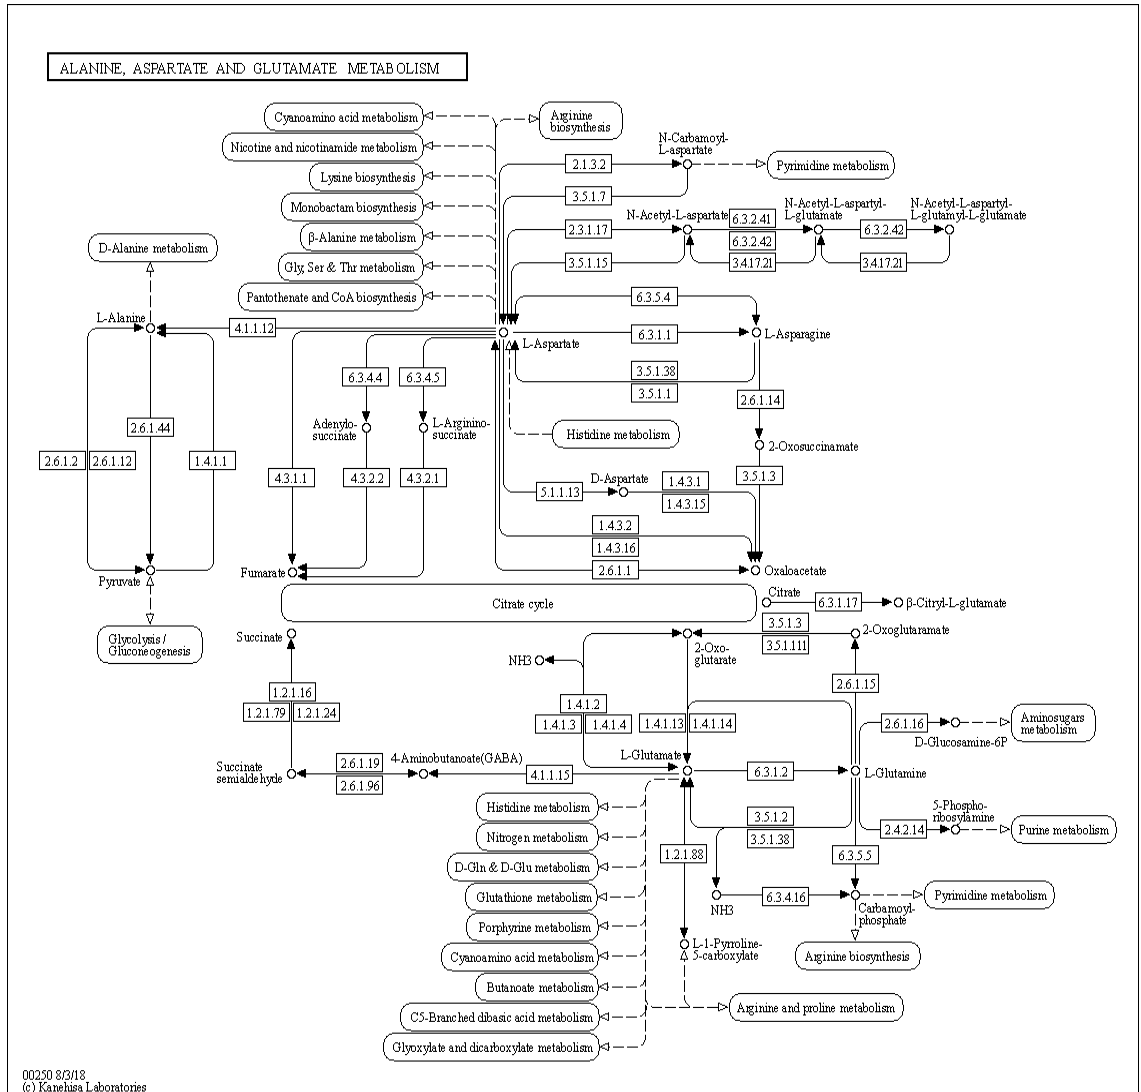 ALANINE, ASPARTATE AND GLUTAMATE METABOLISM
Cyanoamino acid metabolism
Arginine
biosynthesis
Nicotine and nicotinamide metabolism
N-Carbamoyl-
L-aspartate
2.1.3.2
Pyrimidine metabolism
Lysine biosynthesis
3.5.1.7
Monobactam biosynthesis
N-Acetyl-L-aspartate
N-Acetyl-L-aspartyl-
L-glutamate
N-Acetyl-L-aspartyl-
L-glutamyl-L-glutamate
6.3.2.41
2.3.1.17
6.3.2.42
6.3.2.42
β-Alanine metabolism
D-Alanine metabolism
3.5.1.15
3.4.17.21
3.4.17.21
Gly, Ser & Thr metabolism
Pantothenate and CoA biosynthesis
6.3.5.4
L-Alanine
4.1.1.12
L-Aspartate
6.3.1.1
L-Asparagine
3.5.1.38
3.5.1.1
6.3.4.4
6.3.4.5
2.6.1.14
2.6.1.44
Adenylo-
succinate
L-Arginino-
succinate
Histidine metabolism
2-Oxosuccinamate
2.6.1.2
2.6.1.12
1.4.1.1
4.3.1.1
4.3.2.2
4.3.2.1
D-Aspartate
5.1.1.13
1.4.3.1
1.4.3.15
3.5.1.3
1.4.3.2
1.4.3.16
2.6.1.1
Pyruvate
Fumarate
Oxaloacetate
Citrate cycle
Citrate
6.3.1.17
β-Citryl-L-glutamate
Glycolysis /
Gluconeogenesis
Succinate
3.5.1.3
3.5.1.111
2-Oxoglutaramate
NH3
2-Oxo-
glutarate
1.2.1.16
1.2.1.79
1.2.1.24
1.4.1.2
1.4.1.3
1.4.1.4
1.4.1.13
1.4.1.14
2.6.1.15
2.6.1.16
D-Glucosamine-6P
Aminosugars
metabolism
Succinate
semialdehyde
2.6.1.19
2.6.1.96
4-Aminobutanoate(GABA)
4.1.1.15
L-Glutamate
6.3.1.2
L-Glutamine
Histidine metabolism
3.5.1.2
3.5.1.38
5-Phospho-
ribosylamine
2.4.2.14
Purine metabolism
Nitrogen metabolism
D-Gln & D-Glu metabolism
1.2.1.88
6.3.5.5
Glutathione metabolism
NH3
6.3.4.16
Carbamoyl-
phosphate
Pyrimidine metabolism
Porphyrine metabolism
L-1-Pyrroline-
5-carboxylate
Arginine biosynthesis
Cyanoamino acid metabolism
Butanoate metabolism
Arginine and proline metabolism
C5-Branched dibasic acid metabolism
Glyoxylate and dicarboxylate metabolism
00250 8/3/18
(c) Kanehisa Laboratories